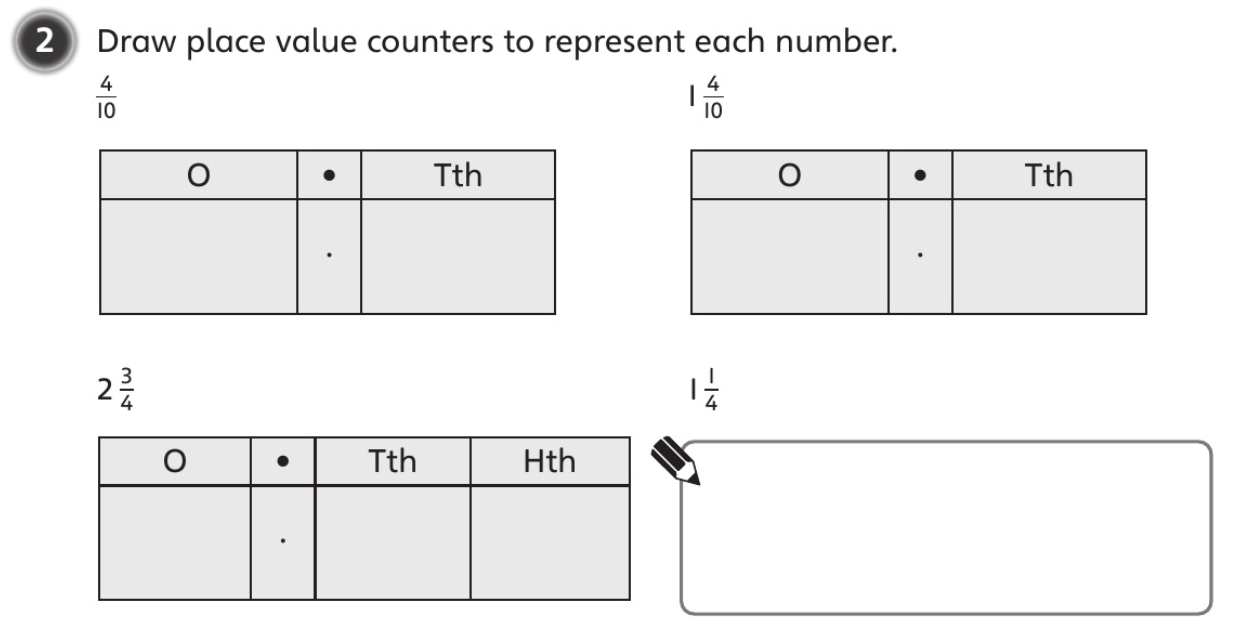 2 Draw place value counters to represent each number.
4/10 1 4/10
O • Tth O • Tth
. .
2 3/4 1 1/4
O • Tth Hth
.